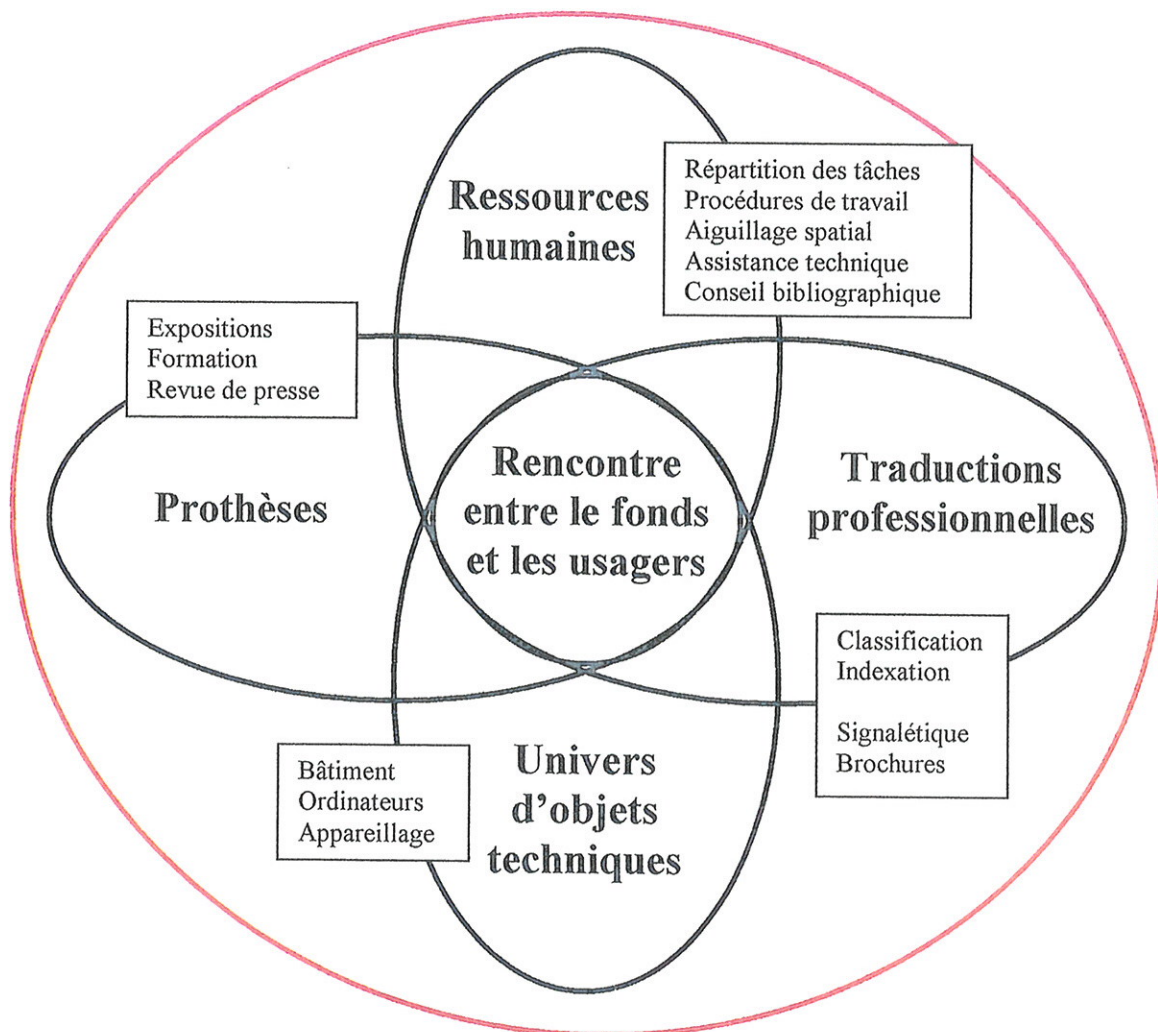 Ressources
humaines
Répartition des tâches
Procédures de travail
Aiguillage spatial
Assistance technique
Conseil bibliographique
Expositions
Formation
Revue de presse
Prothèses
Rencontre
entre le fonds
et les usagers
Traductions
professionnelles
Classification
Indexation
Signalétique
Brochures
Bâtiment
Ordinateurs
Appareillage
Univers
d’objets
techniques